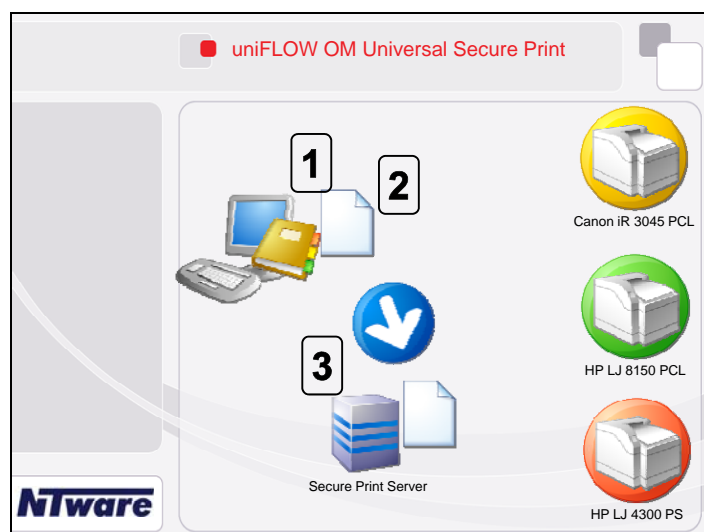 uniFLOW OM Universal Secure Print
1
2
Canon iR 3045 PCL
3
HP LJ 8150 PCL
Secure Print Server
NTware
HP LJ 4300 PS